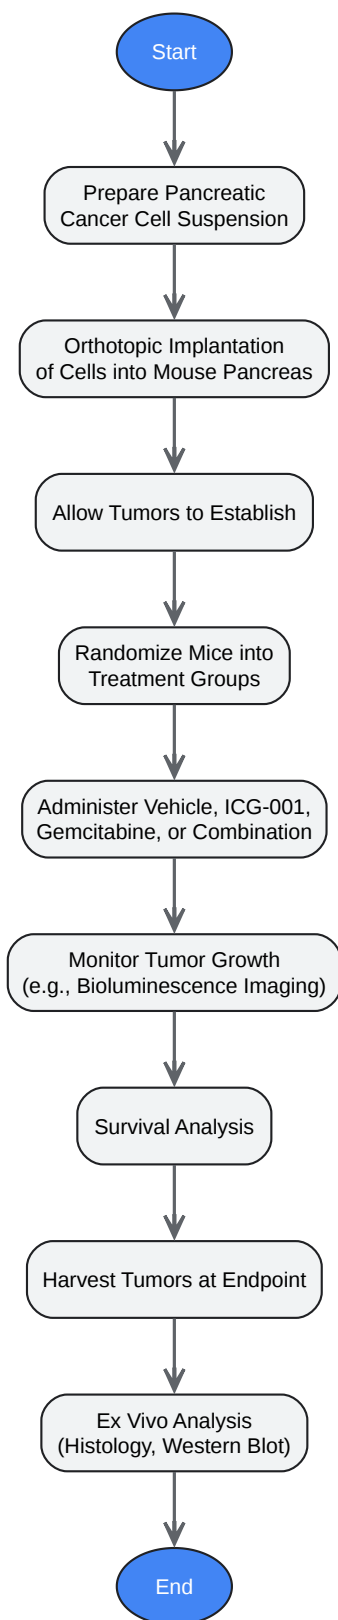 Start
Prepare Pancreatic
Cancer Cell Suspension
Orthotopic Implantation
of Cells into Mouse Pancreas
Allow Tumors to Establish
Randomize Mice into
Treatment Groups
Administer Vehicle, ICG-001,
Gemcitabine, or Combination
Monitor Tumor Growth
(e.g., Bioluminescence Imaging)
Survival Analysis
Harvest Tumors at Endpoint
Ex Vivo Analysis
(Histology, Western Blot)
End